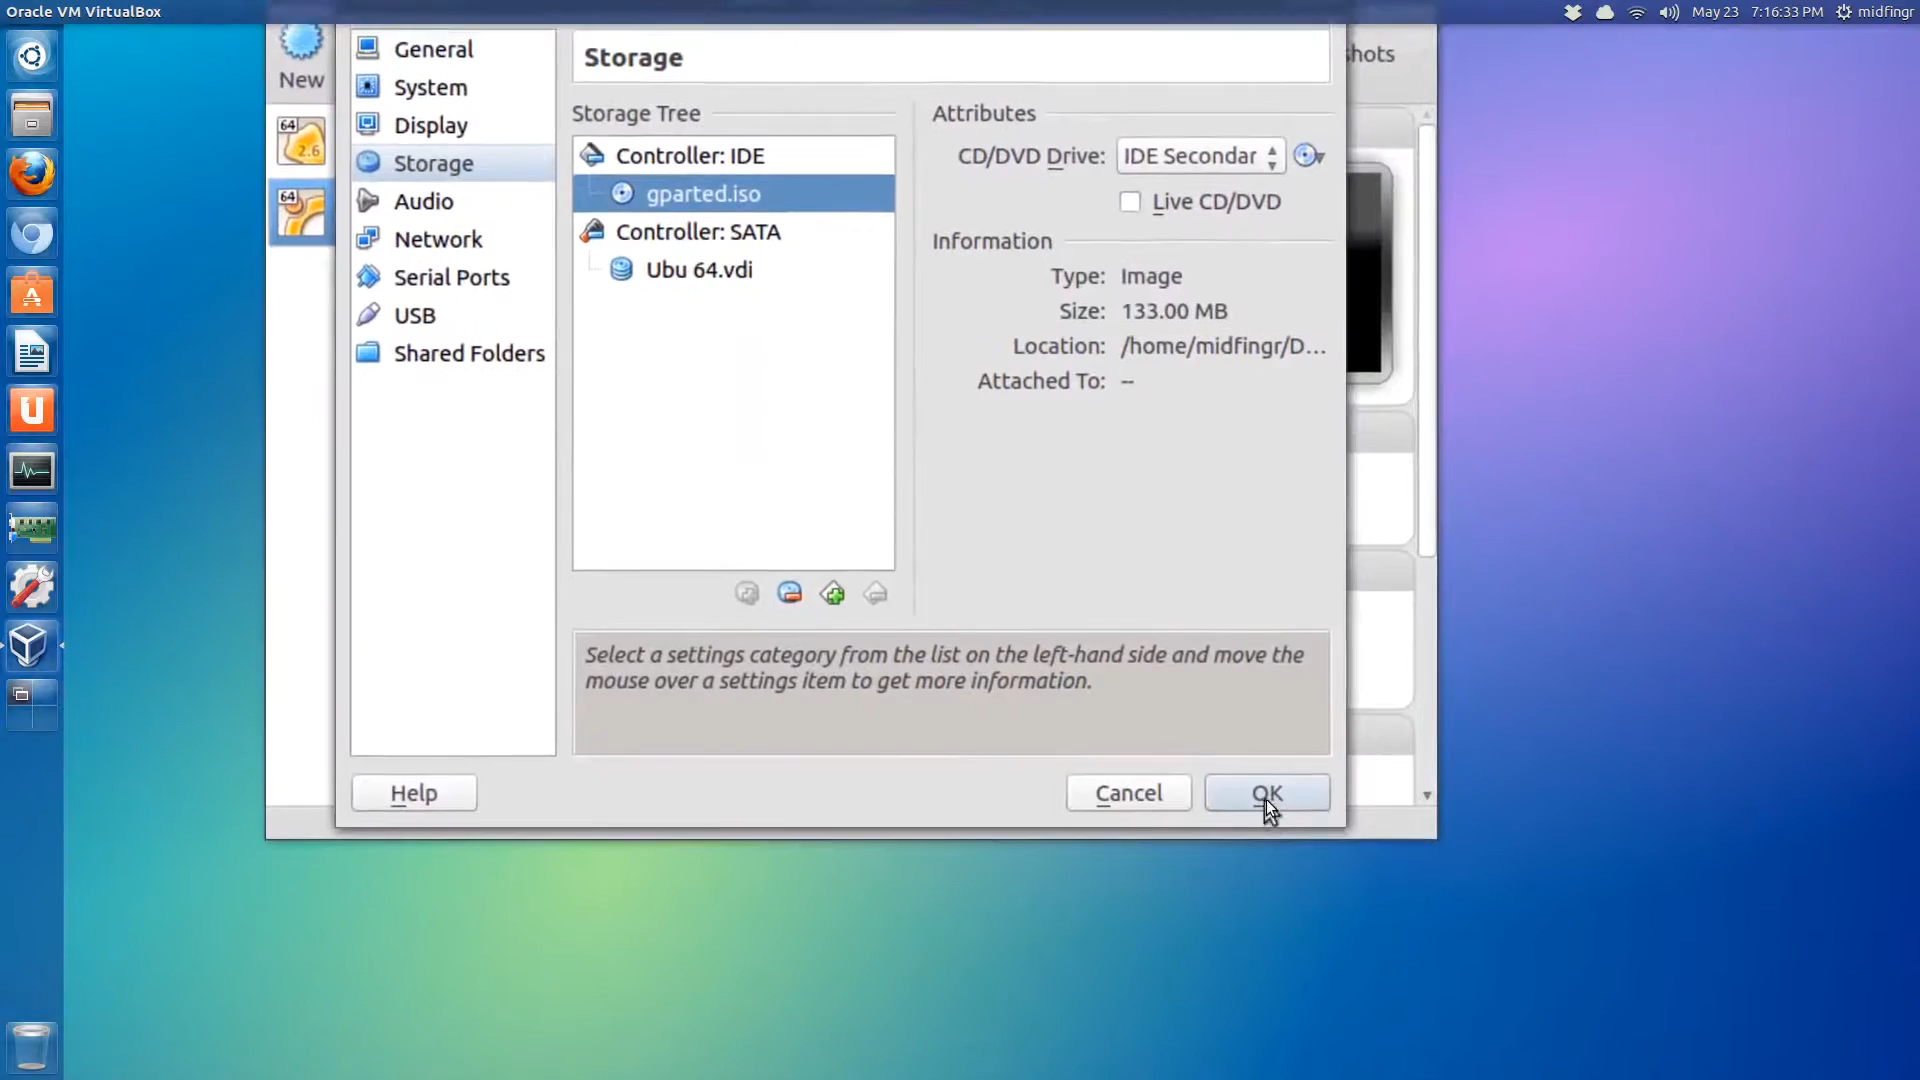 Oracle VM VirtualBox
May 23 7:16:33 PM midfingr
New
64
2.6
64
General
System
Display
Storage
Audio
Network
Serial Ports
USB
Shared Folders
Storage
Storage Tree
Controller: IDE
gparted.iso
Controller: SATA
Ubu 64.vdi
Attributes
CD/DVD Drive: IDE Secondar
Live CD/DVD
Information
Type: Image
Size: 133.00 MB
Location: /home/midfingr/D...
Attached To: --
Select a settings category from the list on the left-hand side and move the
mouse over a settings item to get more information.
Help
Cancel
OK
shots